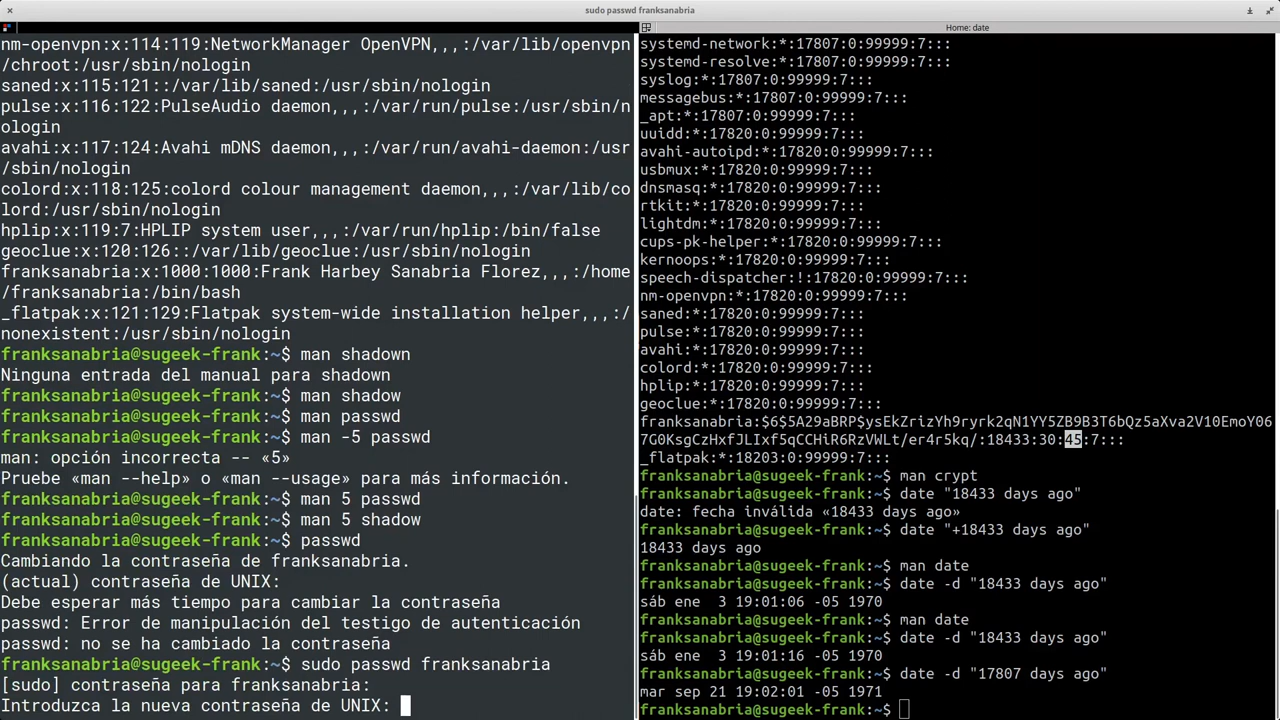 sudo passwd franksanabria
nm-openvpn:x:114:119:NetworkManager OpenVPN,,,:/var/lib/openvpn
/chroot:/usr/sbin/nologin
saned:x:115:121::/var/lib/saned:/usr/sbin/nologin
pulse:x:116:122:PulseAudio daemon,,,:/var/run/pulse:/usr/sbin/n
ologin
avahi:x:117:124:Avahi mDNS daemon,,,:/var/run/avahi-daemon:/usr
/sbin/nologin
colord:x:118:125:colord colour management daemon,,,:/var/lib/co
lord:/usr/sbin/nologin
hplip:x:119:7:HPLIP system user,,,:/var/run/hplip:/bin/false
geoclue:x:120:126::/var/lib/geoclue:/usr/sbin/nologin
franksanabria:x:1000:1000:Frank Harbey Sanabria Florez,,,:/home
/franksanabria:/bin/bash
_flatpak:x:121:129:Flatpak system-wide installation helper,,,:/
nonexistent:/usr/sbin/nologin
franksanabria@sugeek-frank:~$ man shadown
Ninguna entrada del manual para shadown
franksanabria@sugeek-frank:~$ man shadow
franksanabria@sugeek-frank:~$ man passwd
franksanabria@sugeek-frank:~$ man -5 passwd
man: opción incorrecta -- «5»
Pruebe «man --help» o «man --usage» para más información.
franksanabria@sugeek-frank:~$ man 5 passwd
franksanabria@sugeek-frank:~$ man 5 shadow
franksanabria@sugeek-frank:~$ passwd
Cambiando la contraseña de franksanabria.
(actual) contraseña de UNIX:
Debe esperar más tiempo para cambiar la contraseña
passwd: Error de manipulación del testigo de autenticación
passwd: no se ha cambiado la contraseña
franksanabria@sugeek-frank:~$ sudo passwd franksanabria
[sudo] contraseña para franksanabria:
Introduzca la nueva contraseña de UNIX:
Home: date
systemd-network:*:17807:0:99999:7:::
systemd-resolve:*:17807:0:99999:7:::
syslog:*:17807:0:99999:7:::
messagebus:*:17807:0:99999:7:::
_apt:*:17807:0:99999:7:::
uuidd:*:17820:0:99999:7:::
avahi-autoipd:*:17820:0:99999:7:::
usbmux:*:17820:0:99999:7:::
dnsmasq:*:17820:0:99999:7:::
rtkit:*:17820:0:99999:7:::
lightdm:*:17820:0:99999:7:::
cups-pk-helper:*:17820:0:99999:7:::
kernoops:*:17820:0:99999:7:::
speech-dispatcher:!:17820:0:99999:7:::
nm-openvpn:*:17820:0:99999:7:::
saned:*:17820:0:99999:7:::
pulse:*:17820:0:99999:7:::
avahi:*:17820:0:99999:7:::
colord:*:17820:0:99999:7:::
hplip:*:17820:0:99999:7:::
geoclue:*:17820:0:99999:7:::
franksanabria:$6$5A29aBRP$ysEkZrizYh9ryrk2qN1YY5ZB9B3T6bQz5aXva2V10EmoY06
7G0KsgCzHxfJLIxf5qCCHiR6RzVWLt/er4r5kq/:18433:30:45:7:::
_flatpak:*:18203:0:99999:7:::
franksanabria@sugeek-frank:~$ man crypt
franksanabria@sugeek-frank:~$ date "18433 days ago"
date: fecha inválida «18433 days ago»
franksanabria@sugeek-frank:~$ date "+18433 days ago"
18433 days ago
franksanabria@sugeek-frank:~$ man date
franksanabria@sugeek-frank:~$ date -d "18433 days ago"
sáb ene  3 19:01:06 -05 1970
franksanabria@sugeek-frank:~$ man date
franksanabria@sugeek-frank:~$ date -d "18433 days ago"
sáb ene  3 19:01:16 -05 1970
franksanabria@sugeek-frank:~$ date -d "17807 days ago"
mar sep 21 19:02:01 -05 1971
franksanabria@sugeek-frank:~$